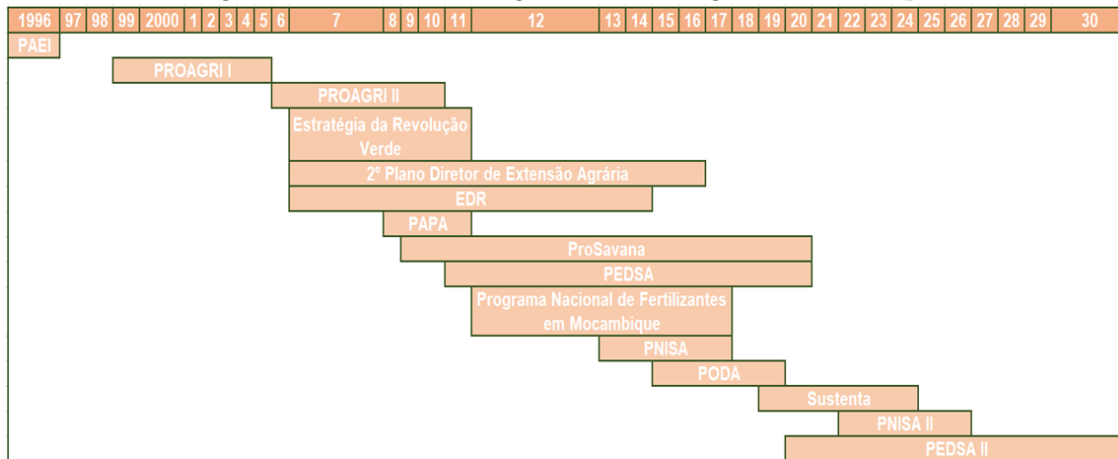 1996 97 98 99 2000 1 2 3 4 5 6 7 8 9 10 11 12 13 14 15 16 17 18 19 20 21 22 23 24 25 26 27 28 29 30
PAEI
PROAGRI I
PROAGRI II
Estratégia da Revolução
Verde
2º Plano Diretor de Extensão Agrária
EDR
PAPA
ProSavana
PEDSA
Programa Nacional de Fertilizantes
em Mocambique
PNISA
PODA
Sustenta
PNISA II
PEDSA II